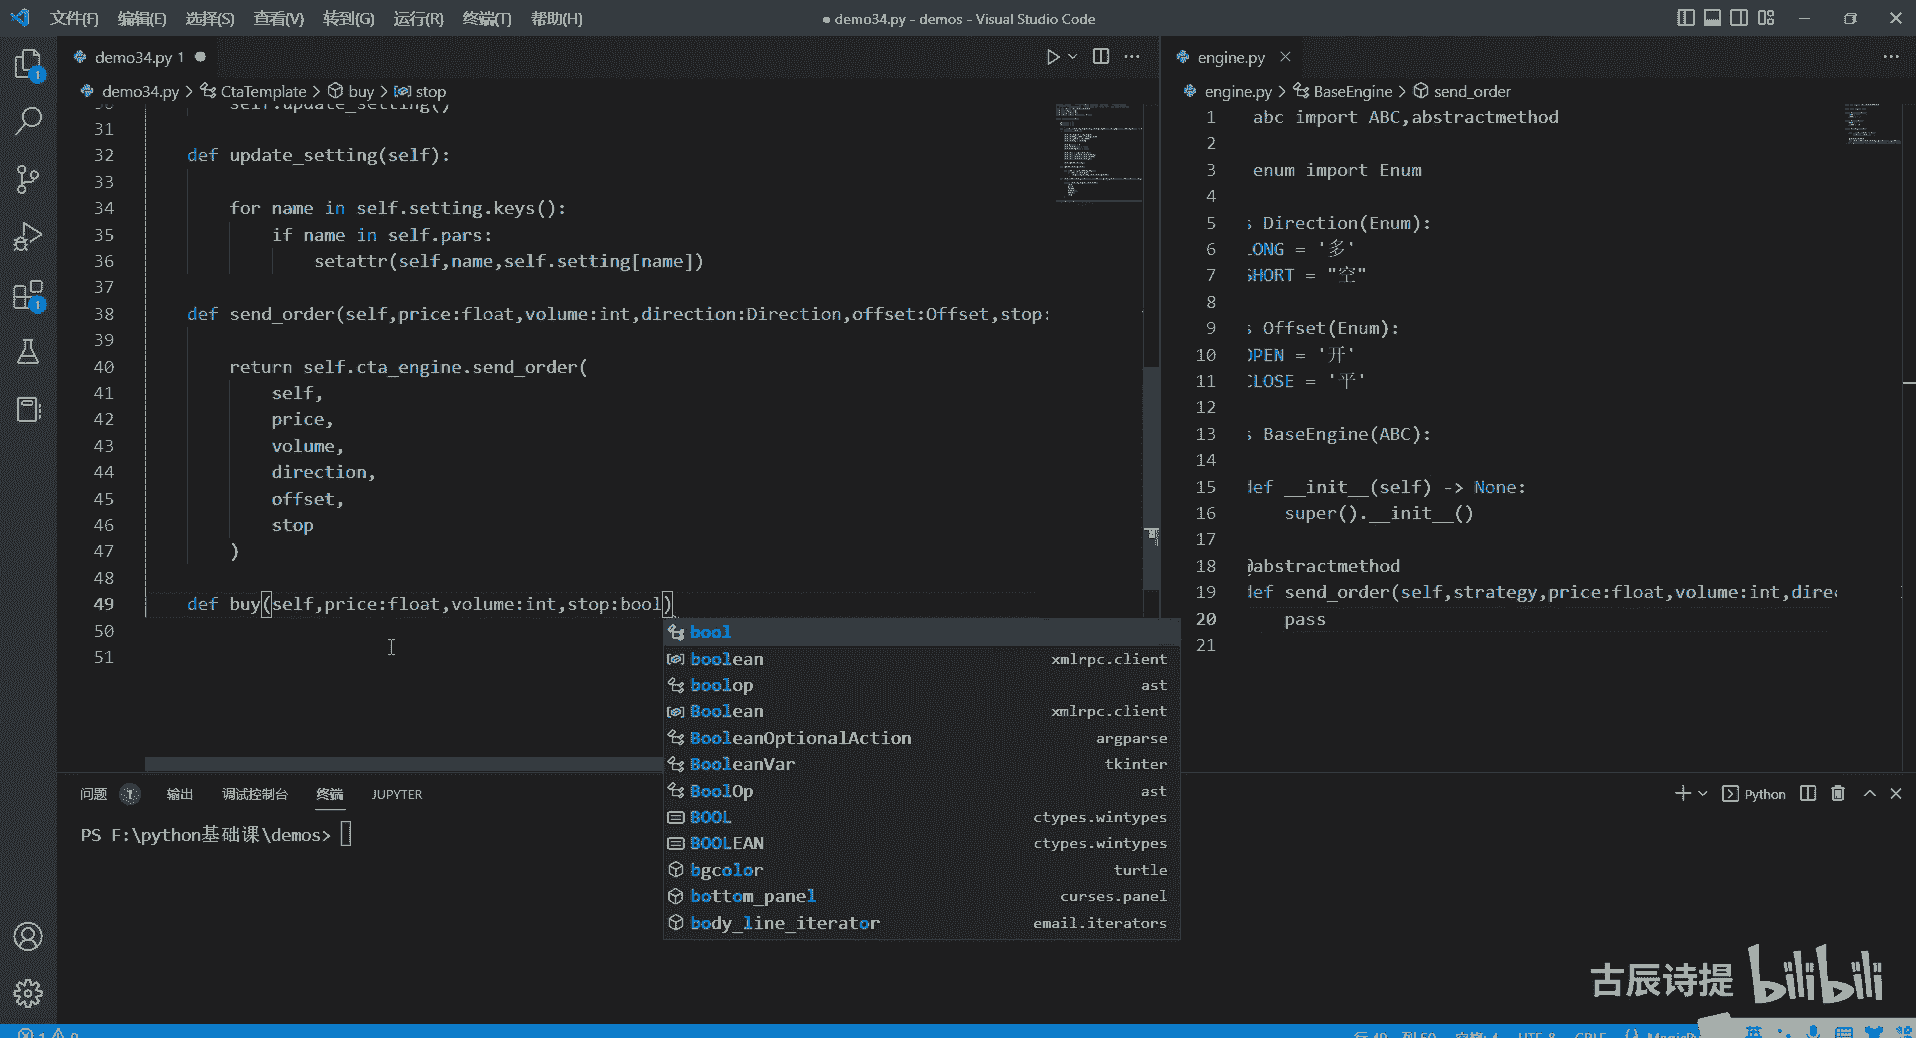 文件(F) 编辑(E) 选择(S) 查看(V) 转到(G) 运行(R) 终端(T) 帮助(H)
● demo34.py - demos - Visual Studio Code
demo34.py 1 ●
demo34.py > CtaTemplate > buy > stop
self.update_setting()
31
32 def update_setting(self):
33
34 for name in self.setting.keys():
35 if name in self.pars:
36 setattr(self,name,self.setting[name])
37
38 def send_order(self,price:float,volume:int,direction:Direction,offset:Offset,stop:
39
40 return self.cta_engine.send_order(
41 self,
42 price,
43 volume,
44 direction,
45 offset,
46 stop
47 )
48
49 def buy(self,price:float,volume:int,stop:bool)
50
51
bool
boolean xmlrpc.client
boolop ast
Boolean xmlrpc.client
BooleanOptionalAction argparse
BooleanVar tkinter
BoolOp ast
BOOL ctypes.wintypes
BOOLEAN ctypes.wintypes
bgcolor turtle
bottom_panel curses.panel
body_line_iterator email.iterators
engine.py
engine.py > BaseEngine > send_order
1 abc import ABC,abstractmethod
2
3 enum import Enum
4
5 s Direction(Enum):
6 LONG = '多'
7 SHORT = "空"
8
9 s Offset(Enum):
10 OPEN = '开'
11 CLOSE = '平'
12
13 s BaseEngine(ABC):
14
15 def __init__(self) -> None:
16 super().__init__()
17
18 @abstractmethod
19 def send_order(self,strategy,price:float,volume:int,direc
20 pass
21
问题 1 输出 调试控制台 终端 JUPYTER
Python
PS F:\python基础课\demos>
古辰诗提 bilibili